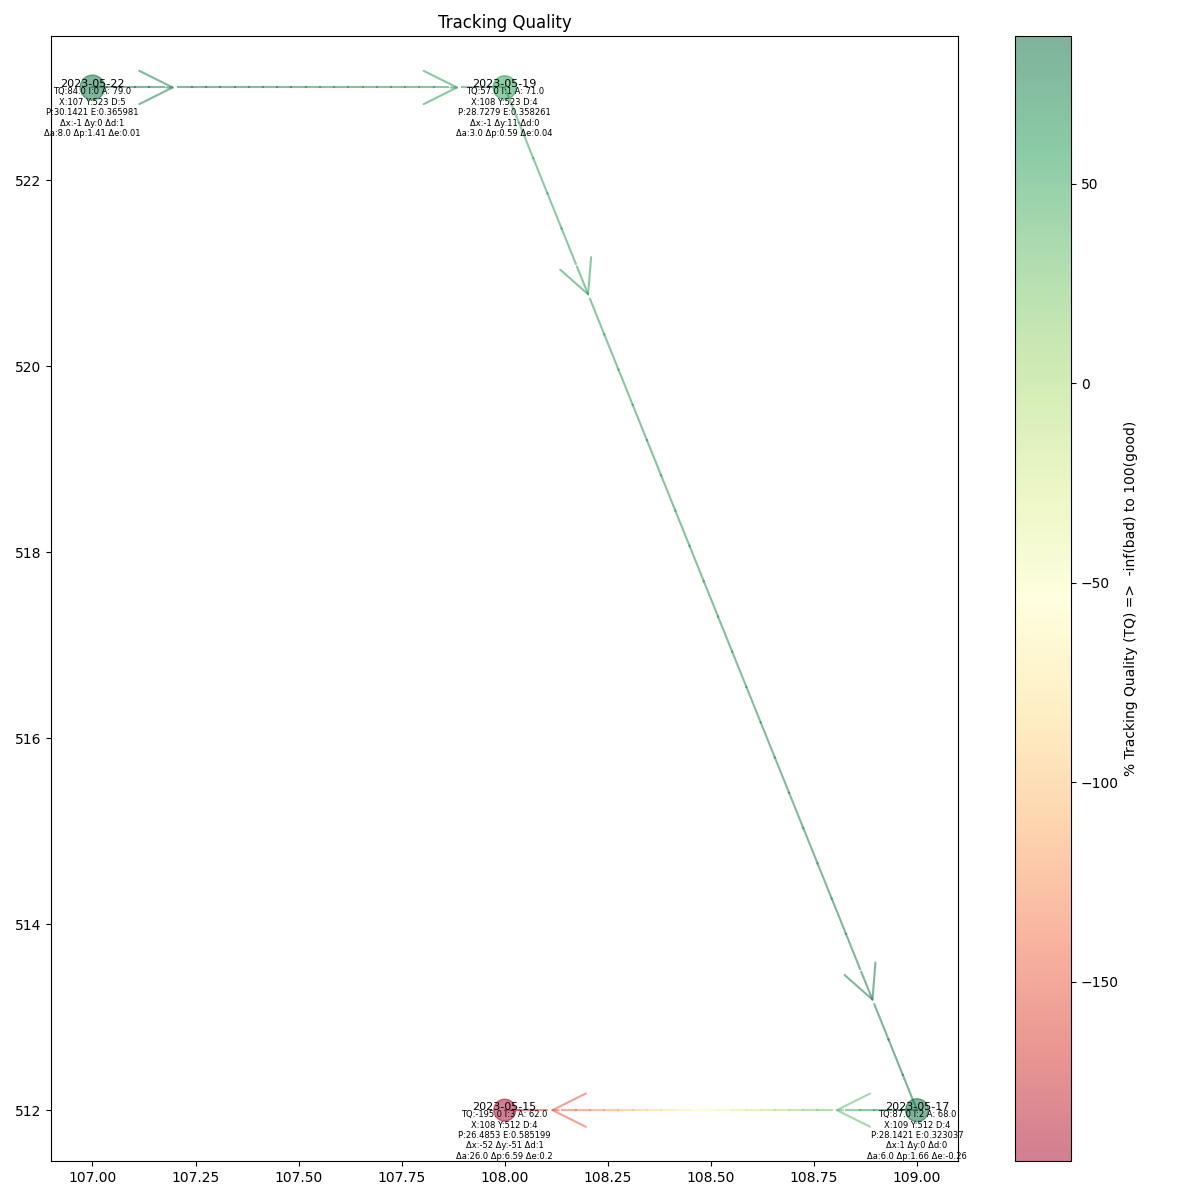 Tracking Quality
2023-05-22
TQ:84.0 I:0 A: 79.0
X:107 Y:523 D:5
P:30.1421 E:0.365981
Δx:-1 Δy:0 Δd:1
Δa:8.0 Δp:1.41 Δe:0.01
2023-05-19
TQ:57.0 I:1 A: 71.0
X:108 Y:523 D:4
P:28.7279 E:0.358261
Δx:-1 Δy:11 Δd:0
Δa:3.0 Δp:0.59 Δe:0.04
2023-05-15
TQ:-195.0 I:3 A: 62.0
X:108 Y:512 D:4
P:26.4853 E:0.585199
Δx:-52 Δy:-51 Δd:1
Δa:26.0 Δp:6.59 Δe:0.2
2023-05-17
TQ:87.0 I:2 A: 68.0
X:109 Y:512 D:4
P:28.1421 E:0.323037
Δx:1 Δy:0 Δd:0
Δa:6.0 Δp:1.66 Δe:-0.26
522
520
518
516
514
512
107.00
107.25
107.50
107.75
108.00
108.25
108.50
108.75
109.00
50
0
−50
−100
−150
% Tracking Quality (TQ) => -inf(bad) to 100(good)